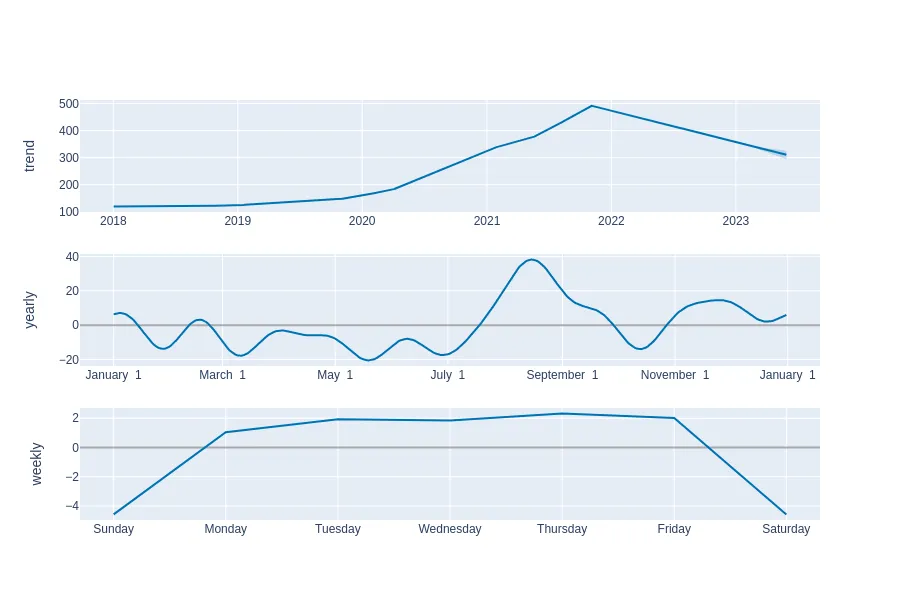 trend
500
400
300
200
100
2018 2019 2020 2021 2022 2023
yearly
40
20
0
−20
January 1 March 1 May 1 July 1 September 1 November 1 January 1
weekly
2
0
−2
−4
Sunday Monday Tuesday Wednesday Thursday Friday Saturday